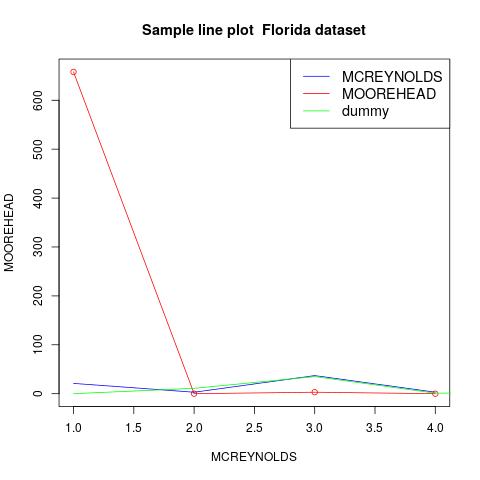 Sample line plot  Florida dataset
MCREYNOLDS
MOOREHEAD
dummy
MOOREHEAD
600
500
400
300
200
100
0
1.0 1.5 2.0 2.5 3.0 3.5 4.0
MCREYNOLDS